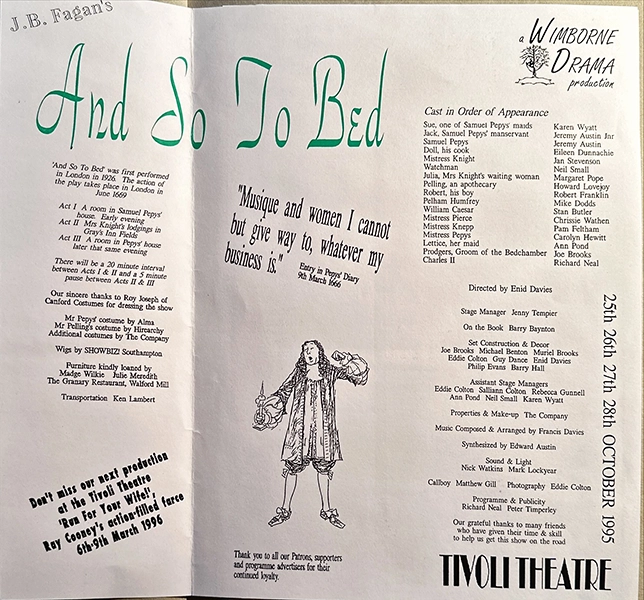 J.B. Fagan's
And So To Bed
'And So To Bed' was first performed
in London in 1926. The action of
the play takes place in London in
June 1669
Act I A room in Samuel Pepys'
house. Early evening
Act II Mrs Knight's lodgings in
Gray's Inn Fields
Act III A room in Pepys' house
later that same evening
There will be a 20 minute interval
between Acts I & II and a 5 minute
pause between Acts II & III
Our sincere thanks to Roy Joseph of
Canford Costumes for dressing the show
Mr Pepys' costume by Alma
Mr Pelling's costume by Hirearchy
Additional costumes by The Company
Wigs by SHOWBIZ! Southampton
Furniture kindly loaned by
Madge Wilkie Julie Meredith
The Granary Restaurant, Walford Mill
Transportation Ken Lambert
Don't miss our next production
at the Tivoli Theatre
'Run For Your Wife!',
Ray Cooney's action-filled farce
6th-9th March 1996
"Musique and women I cannot
but give way to, whatever my
business is."
Entry in Pepys' Diary
9th March 1666
Thank you to all our Patrons, supporters
and programme advertisers for their
continued loyalty.
a WIMBORNE
DRAMA
production
Cast in Order of Appearance
Sue, one of Samuel Pepys' maids Karen Wyatt
Jack, Samuel Pepys' manservant Jeremy Austin Jnr
Samuel Pepys Jeremy Austin
Doll, his cook Eileen Dunnachie
Mistress Knight Jan Stevenson
Watchman Neil Small
Julia, Mrs Knight's waiting woman Margaret Pope
Pelling, an apothecary Howard Lovejoy
Robert, his boy Robert Franklin
Pelham Humfrey Mike Dodds
William Caesar Stan Butler
Mistress Pierce Chrissie Wathen
Mistress Knepp Pam Feltham
Mistress Pepys Carolyn Hewitt
Lettice, her maid Ann Pond
Prodgers, Groom of the Bedchamber Joe Brooks
Charles II Richard Neal
Directed by Enid Davies
Stage Manager Jenny Tempier
On the Book Barry Baynton
Set Construction & Decor
Joe Brooks Michael Benton Muriel Brooks
Eddie Colton Guy Dance Enid Davies
Philip Evans Barry Hall
Assistant Stage Managers
Eddie Colton Salliann Colton Rebecca Gunnell
Ann Pond Neil Small Karen Wyatt
Properties & Make-up The Company
Music Composed & Arranged by Francis Davies
Synthesized by Edward Austin
Sound & Light
Nick Watkins Mark Lockyear
Callboy Matthew Gill Photography Eddie Colton
Programme & Publicity
Richard Neal Peter Timperley
Our grateful thanks to many friends
who have given their time & skill
to help us get this show on the road
25th 26th 27th 28th OCTOBER 1995
TIVOLI THEATRE